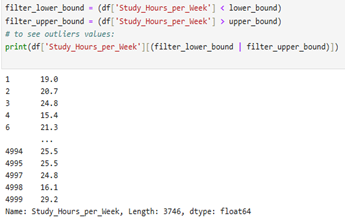 filter_lower_bound = (df['Study_Hours_per_Week'] < lower_bound)
filter_upper_bound = (df['Study_Hours_per_Week'] > upper_bound)
# to see outliers values:
print(df['Study_Hours_per_Week'][(filter_lower_bound | filter_upper_bound)])
1 19.0
2 20.7
3 24.8
4 15.4
6 21.3
...
4994 25.5
4995 25.5
4997 24.8
4998 16.1
4999 29.2
Name: Study_Hours_per_Week, Length: 3746, dtype: float64